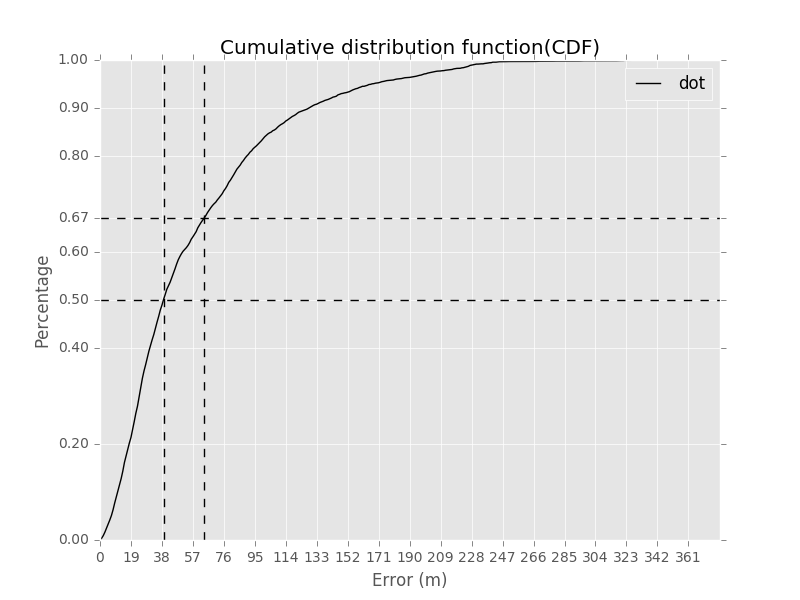 Cumulative distribution function(CDF)
1.00
dot
0.90
0.80
0.67
0.60
Percentage
0.50
0.40
0.20
0.00
0 19 38 57 76 95 114 133 152 171 190 209 228 247 266 285 304 323 342 361
Error (m)